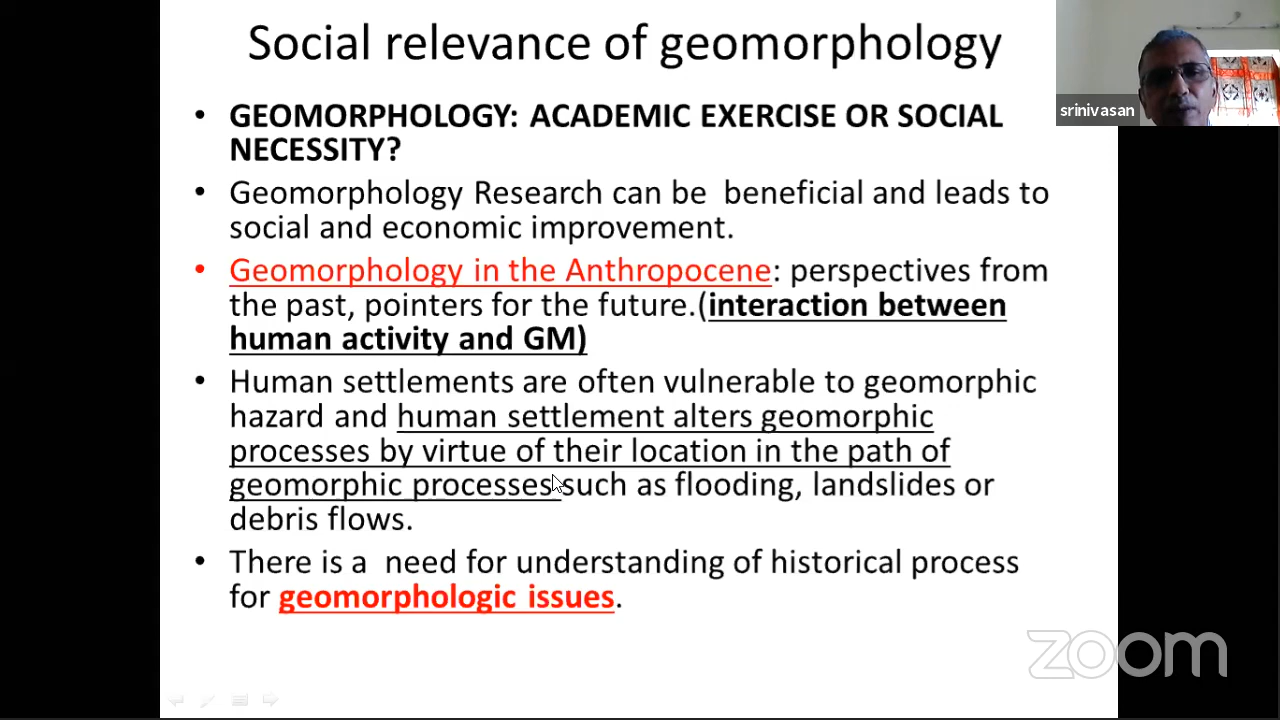 Social relevance of geomorphology
srinivasan
• GEOMORPHOLOGY: ACADEMIC EXERCISE OR SOCIAL
NECESSITY?
• Geomorphology Research can be  beneficial and leads to
social and economic improvement.
• Geomorphology in the Anthropocene: perspectives from
the past, pointers for the future.(interaction between
human activity and GM)
• Human settlements are often vulnerable to geomorphic
hazard and human settlement alters geomorphic
processes by virtue of their location in the path of
geomorphic processes such as flooding, landslides or
debris flows.
• There is a  need for understanding of historical process
for geomorphologic issues.
zoom